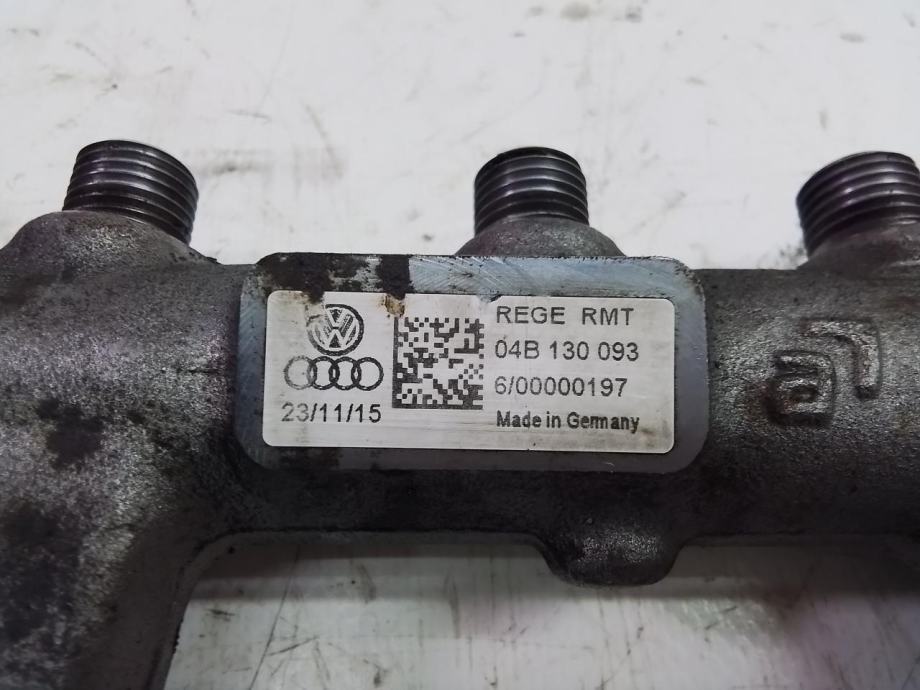 REGE RMT
04B 130 093
6/00000197
Made in Germany
23/11/15